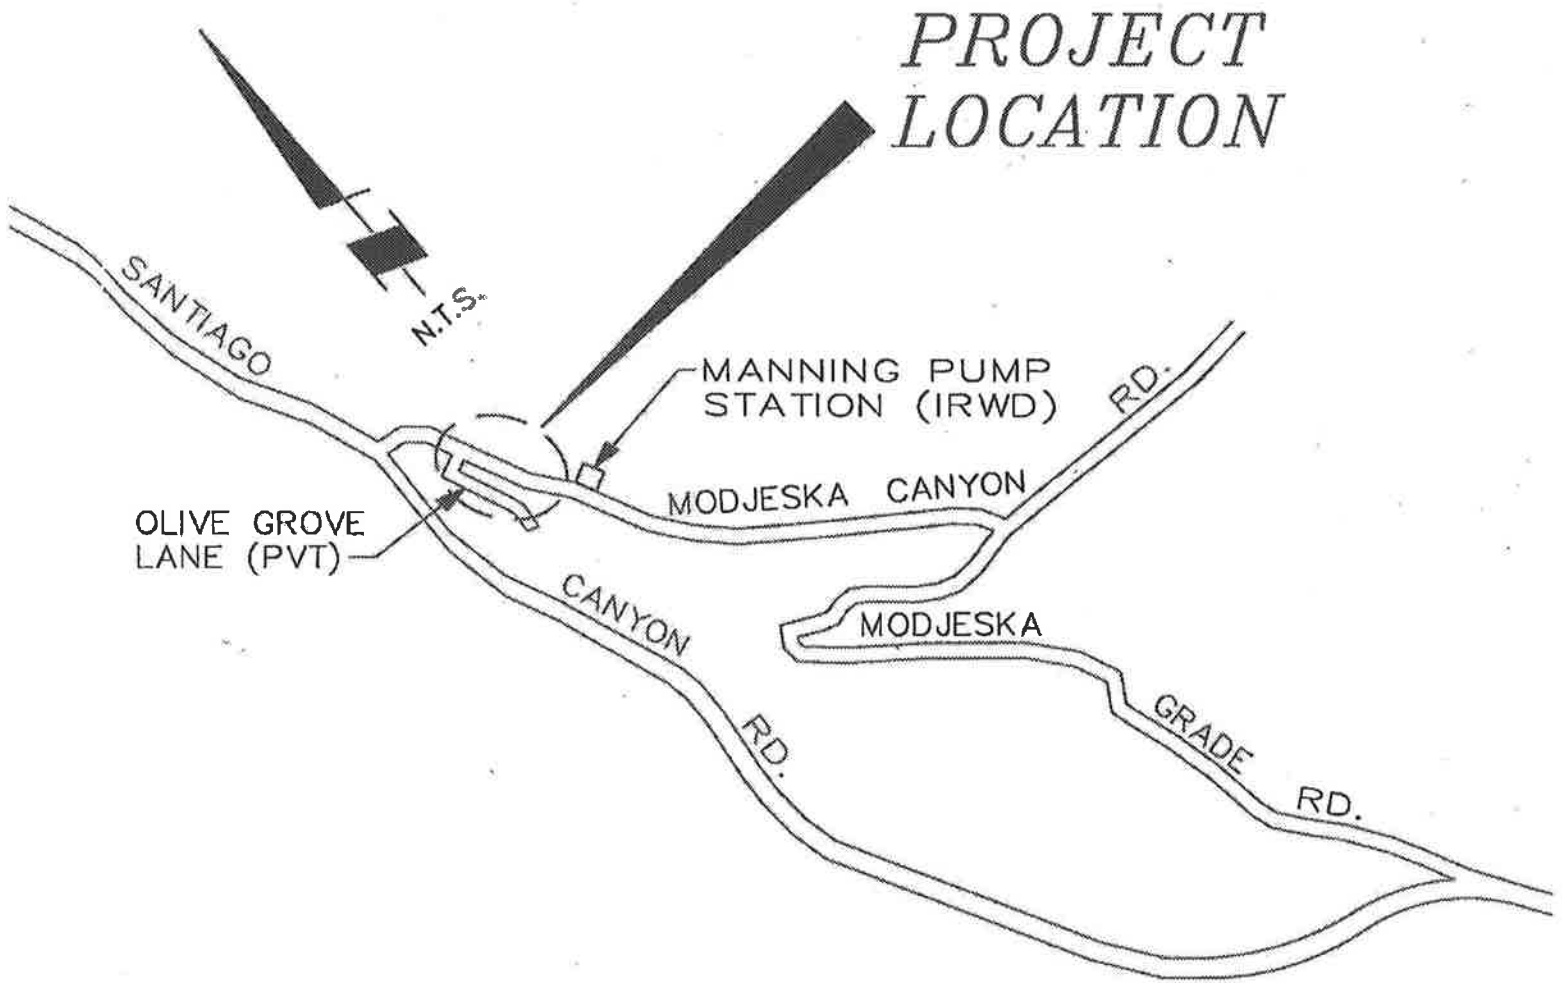 PROJECT
LOCATION
N.T.S.
SANTIAGO
MANNING PUMP
STATION (IRWD)
RD.
MODJESKA CANYON
OLIVE GROVE
LANE (PVT)
CANYON
MODJESKA
RD.
GRADE
RD.